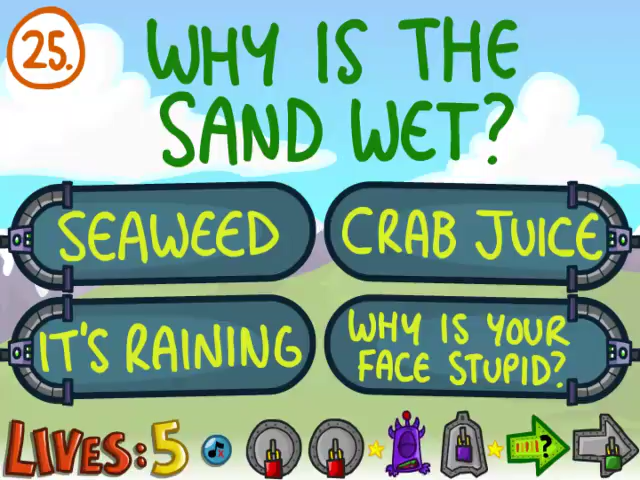 25.
WHY IS THE
SAND WET?
SEAWEED
CRAB JUICE
IT'S RAINING
WHY IS YOUR
FACE STUPID?
LIVES:5
?